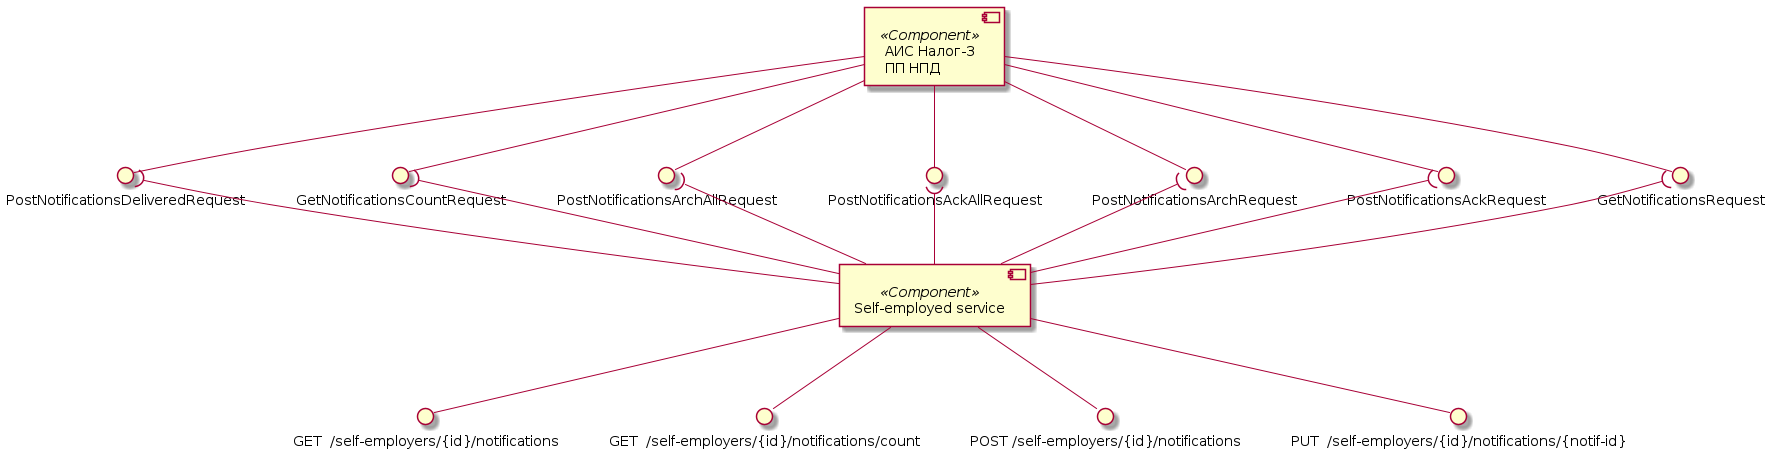 «Component»
АИС Налог-3
ПП НПД
PostNotificationsDeliveredRequest
GetNotificationsCountRequest
PostNotificationsArchAllRequest
PostNotificationsAckAllRequest
PostNotificationsArchRequest
PostNotificationsAckRequest
GetNotificationsRequest
«Component»
Self-employed service
GET /self-employers/{id}/notifications
GET /self-employers/{id}/notifications/count
POST /self-employers/{id}/notifications
PUT /self-employers/{id}/notifications/{notif-id}